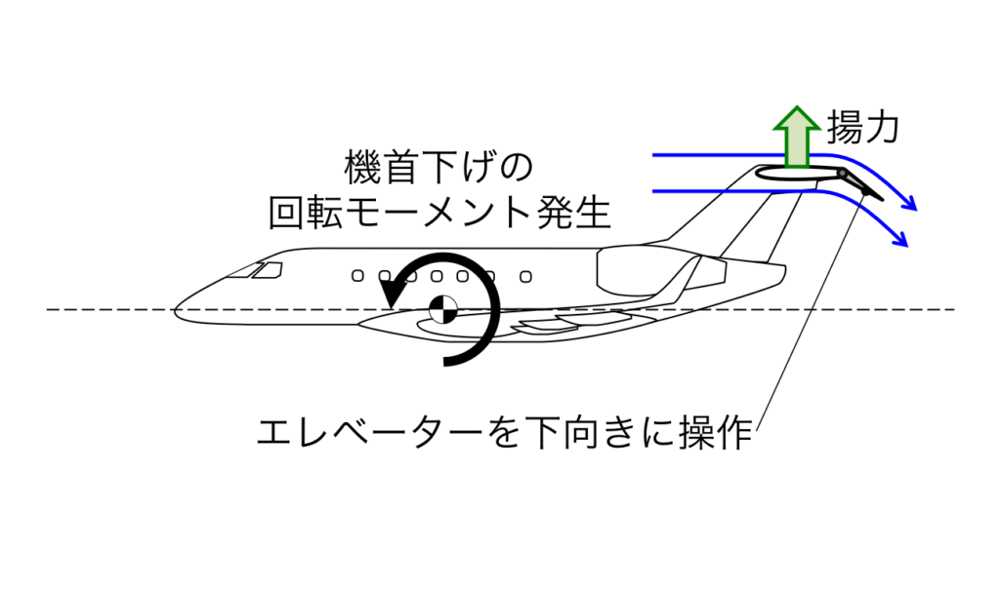 揚力
機首下げの
回転モーメント発生
エレベーターを下向きに操作